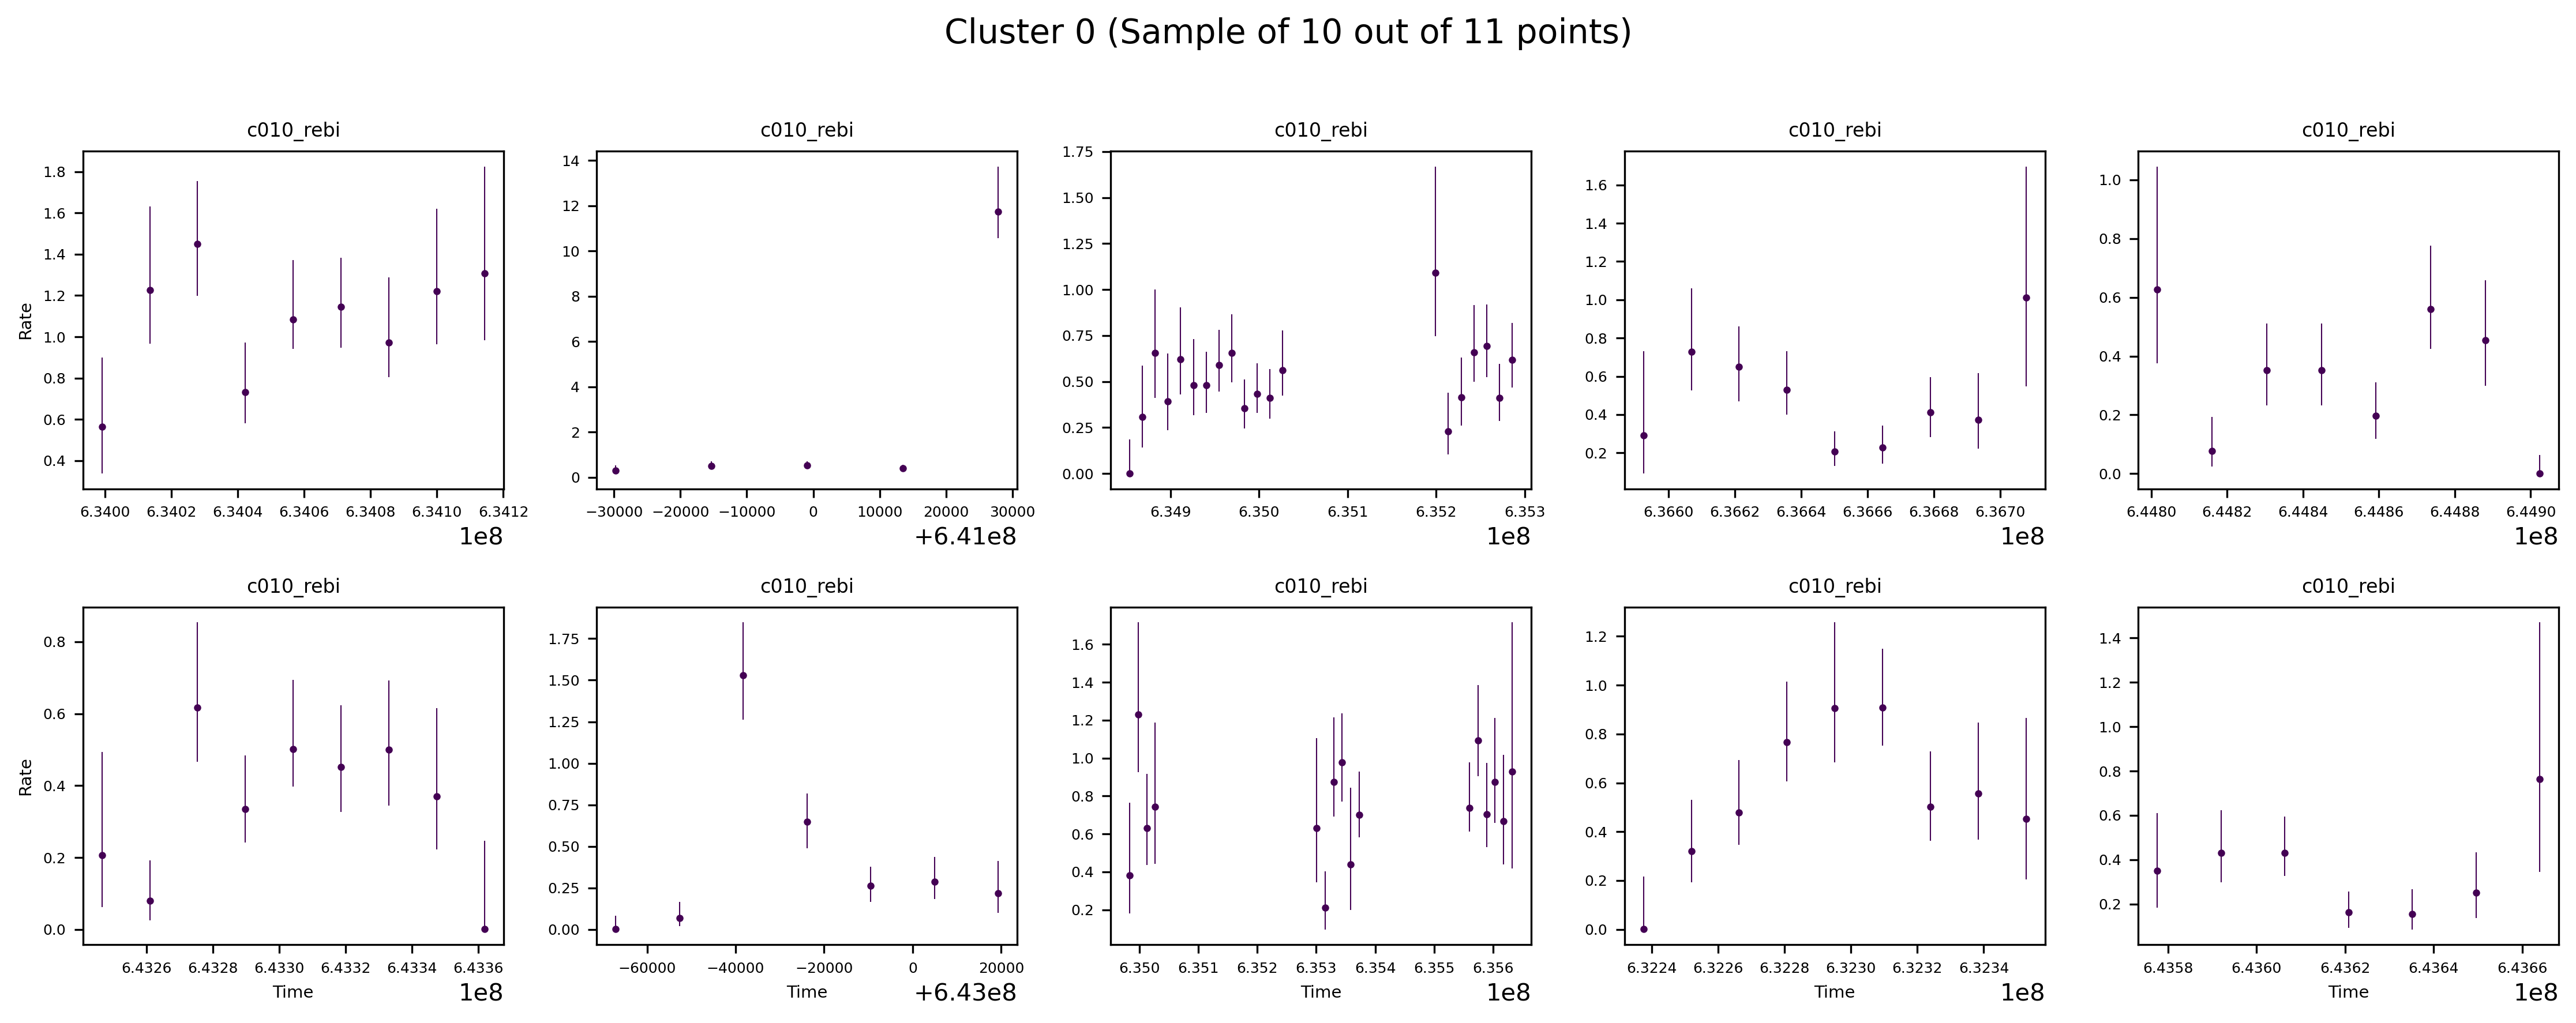 Cluster 0 (Sample of 10 out of 11 points)
c010_rebi c010_rebi c010_rebi c010_rebi c010_rebi
Rate
1.8
1.6
1.4
1.2
1.0
0.8
0.6
0.4
6.3400 6.3402 6.3404 6.3406 6.3408 6.3410 6.3412
1e8
14
12
10
8
6
4
2
0
−30000 −20000 −10000 0 10000 20000 30000
+6.41e8
1.75
1.50
1.25
1.00
0.75
0.50
0.25
0.00
6.349 6.350 6.351 6.352 6.353
1e8
1.6
1.4
1.2
1.0
0.8
0.6
0.4
0.2
6.3660 6.3662 6.3664 6.3666 6.3668 6.3670
1e8
1.0
0.8
0.6
0.4
0.2
0.0
6.4480 6.4482 6.4484 6.4486 6.4488 6.4490
1e8
c010_rebi c010_rebi c010_rebi c010_rebi c010_rebi
Rate
0.8
0.6
0.4
0.2
0.0
6.4326 6.4328 6.4330 6.4332 6.4334 6.4336
Time
1e8
1.75
1.50
1.25
1.00
0.75
0.50
0.25
0.00
−60000 −40000 −20000 0 20000
Time
+6.43e8
1.6
1.4
1.2
1.0
0.8
0.6
0.4
0.2
6.350 6.351 6.352 6.353 6.354 6.355 6.356
Time
1e8
1.2
1.0
0.8
0.6
0.4
0.2
0.0
6.3224 6.3226 6.3228 6.3230 6.3232 6.3234
Time
1e8
1.4
1.2
1.0
0.8
0.6
0.4
0.2
6.4358 6.4360 6.4362 6.4364 6.4366
Time
1e8